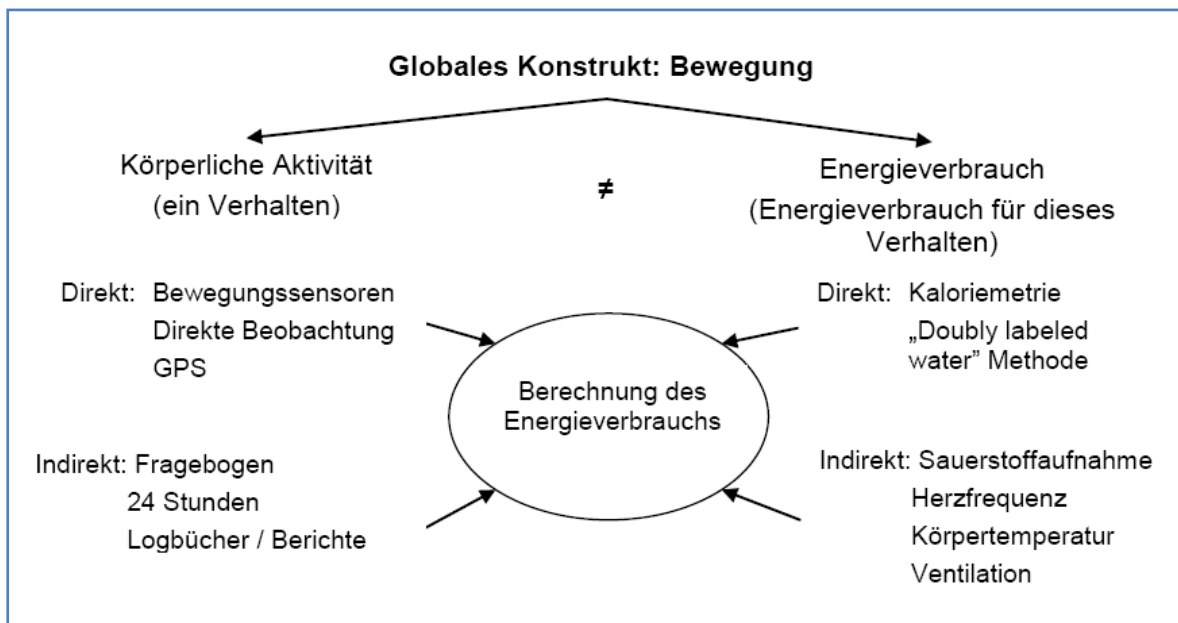 Globales Konstrukt: Bewegung
Körperliche Aktivität
(ein Verhalten)
≠
Energieverbrauch
(Energieverbrauch für dieses
Verhalten)
Direkt: Bewegungssensoren
Direkte Beobachtung
GPS
Direkt: Kaloriemetrie
„Doubly labeled
water” Methode
Berechnung des
Energieverbrauchs
Indirekt: Fragebogen
24 Stunden
Logbücher / Berichte
Indirekt: Sauerstoffaufnahme
Herzfrequenz
Körpertemperatur
Ventilation